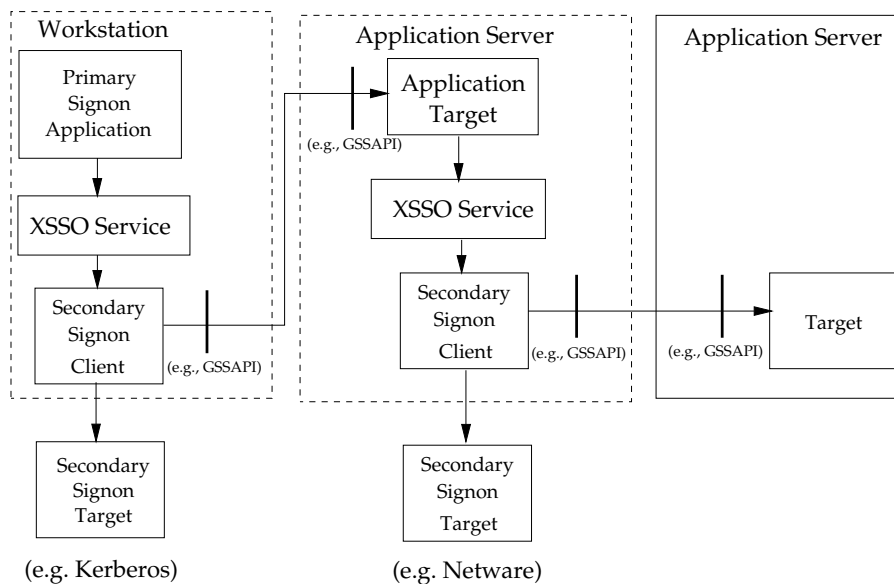 Workstation
Primary
Signon
Application
XSSO Service
Secondary
Signon
Client
(e.g., GSSAPI)
Secondary
Signon
Target
(e.g. Kerberos)
Application Server
Application
Target
(e.g., GSSAPI)
XSSO Service
Secondary
Signon
Client
(e.g., GSSAPI)
Secondary
Signon
Target
(e.g. Netware)
Application Server
(e.g., GSSAPI)
Target